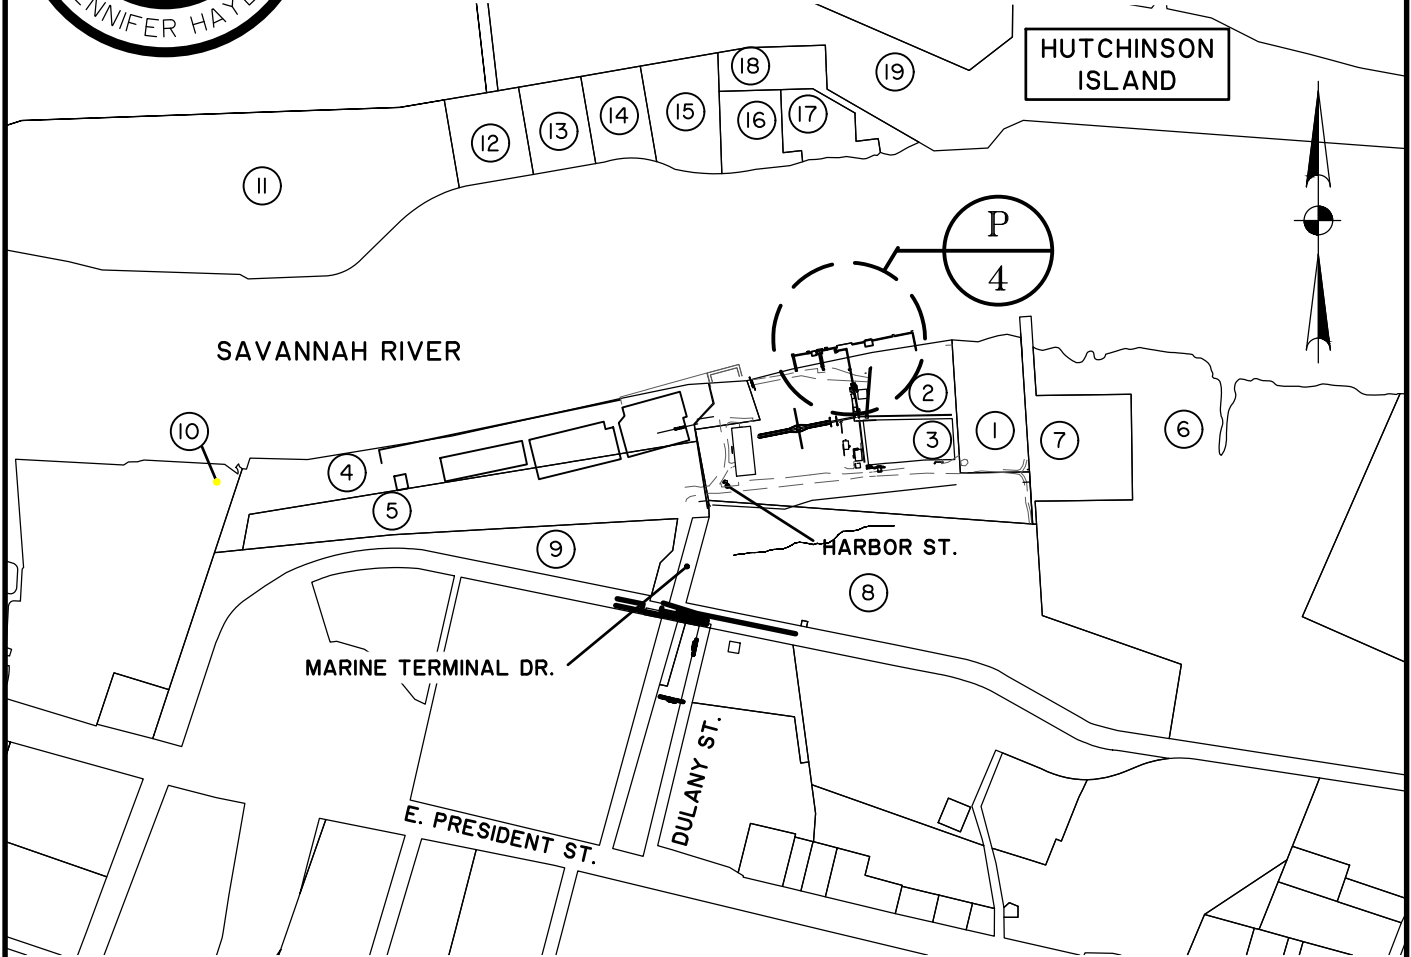 JENNIFER HAYE
HUTCHINSON
ISLAND
18
19
12
13
14
15
16
17
11
P
4
SAVANNAH RIVER
10
2
1
3
7
6
4
5
9
HARBOR ST.
8
MARINE TERMINAL DR.
DULANY ST.
E. PRESIDENT ST.